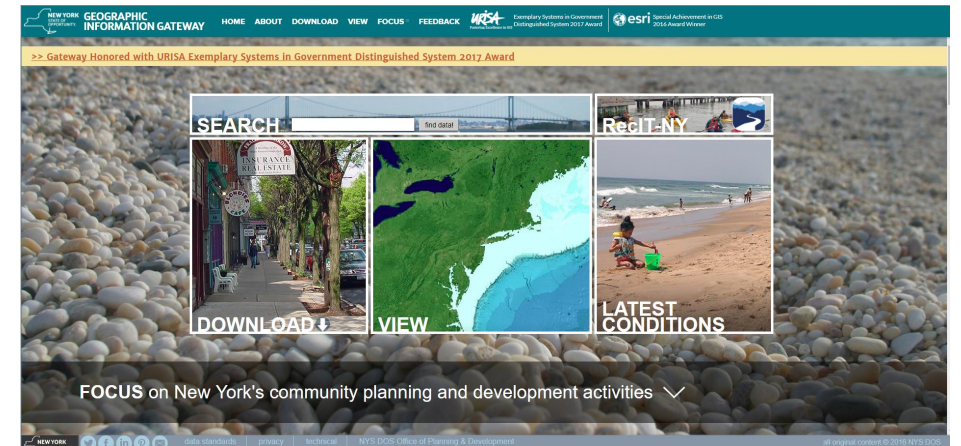 NEW YORK
STATE OF
OPPORTUNITY
GEOGRAPHIC
INFORMATION GATEWAY
HOME ABOUT DOWNLOAD VIEW FOCUS FEEDBACK
URISA
Exemplary Systems in Government
Distinguished System 2017 Award
esri
Special Achievement in GIS
2016 Award Winner
>> Gateway Honored with URISA Exemplary Systems in Government Distinguished System 2017 Award
SEARCH find data!
RecIT-NY
INSURANCE
REAL ESTATE
DOWNLOAD
VIEW
LATEST
CONDITIONS
FOCUS on New York's community planning and development activities
NEW YORK
data standards | privacy | technical | NYS DOS Office of Planning & Development
all original content © 2016 NYS DOS